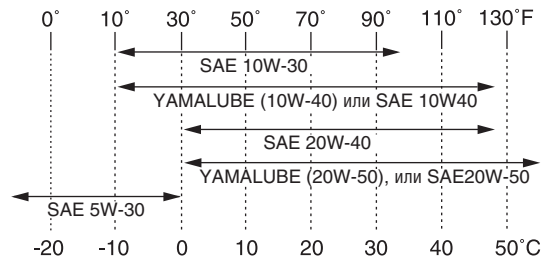 0˚ 10˚ 30˚ 50˚ 70˚ 90˚ 110˚ 130˚F
SAE 10W-30
YAMALUBE (10W-40) или SAE 10W40
SAE 20W-40
YAMALUBE (20W-50), или SAE20W-50
SAE 5W-30
-20 -10 0 10 20 30 40 50˚C